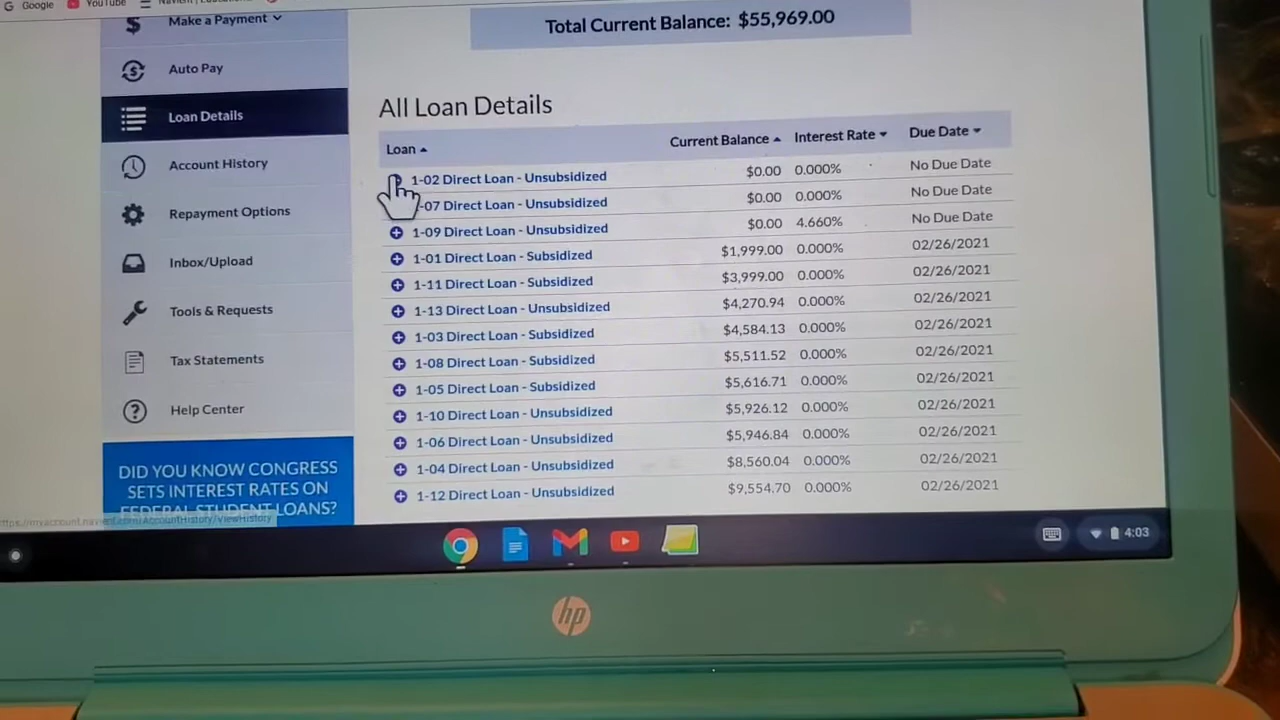 Google YouTube
Make a Payment
Total Current Balance: $55,969.00
Auto Pay
Loan Details
Account History
Repayment Options
Inbox/Upload
Tools & Requests
Tax Statements
Help Center
DID YOU KNOW CONGRESS
SETS INTEREST RATES ON
FEDERAL STUDENT LOANS?
All Loan Details
Loan Current Balance Interest Rate Due Date
1-02 Direct Loan - Unsubsidized $0.00 0.000% No Due Date
-07 Direct Loan - Unsubsidized $0.00 0.000% No Due Date
1-09 Direct Loan - Unsubsidized $0.00 4.660% No Due Date
1-01 Direct Loan - Subsidized $1,999.00 0.000% 02/26/2021
1-11 Direct Loan - Subsidized $3,999.00 0.000% 02/26/2021
1-13 Direct Loan - Unsubsidized $4,270.94 0.000% 02/26/2021
1-03 Direct Loan - Subsidized $4,584.13 0.000% 02/26/2021
1-08 Direct Loan - Subsidized $5,511.52 0.000% 02/26/2021
1-05 Direct Loan - Subsidized $5,616.71 0.000% 02/26/2021
1-10 Direct Loan - Unsubsidized $5,926.12 0.000% 02/26/2021
1-06 Direct Loan - Unsubsidized $5,946.84 0.000% 02/26/2021
1-04 Direct Loan - Unsubsidized $8,560.04 0.000% 02/26/2021
1-12 Direct Loan - Unsubsidized $9,554.70 0.000% 02/26/2021
ttps://myaccount.navient.com/AccountHistory/ViewHistory
4:03
hp